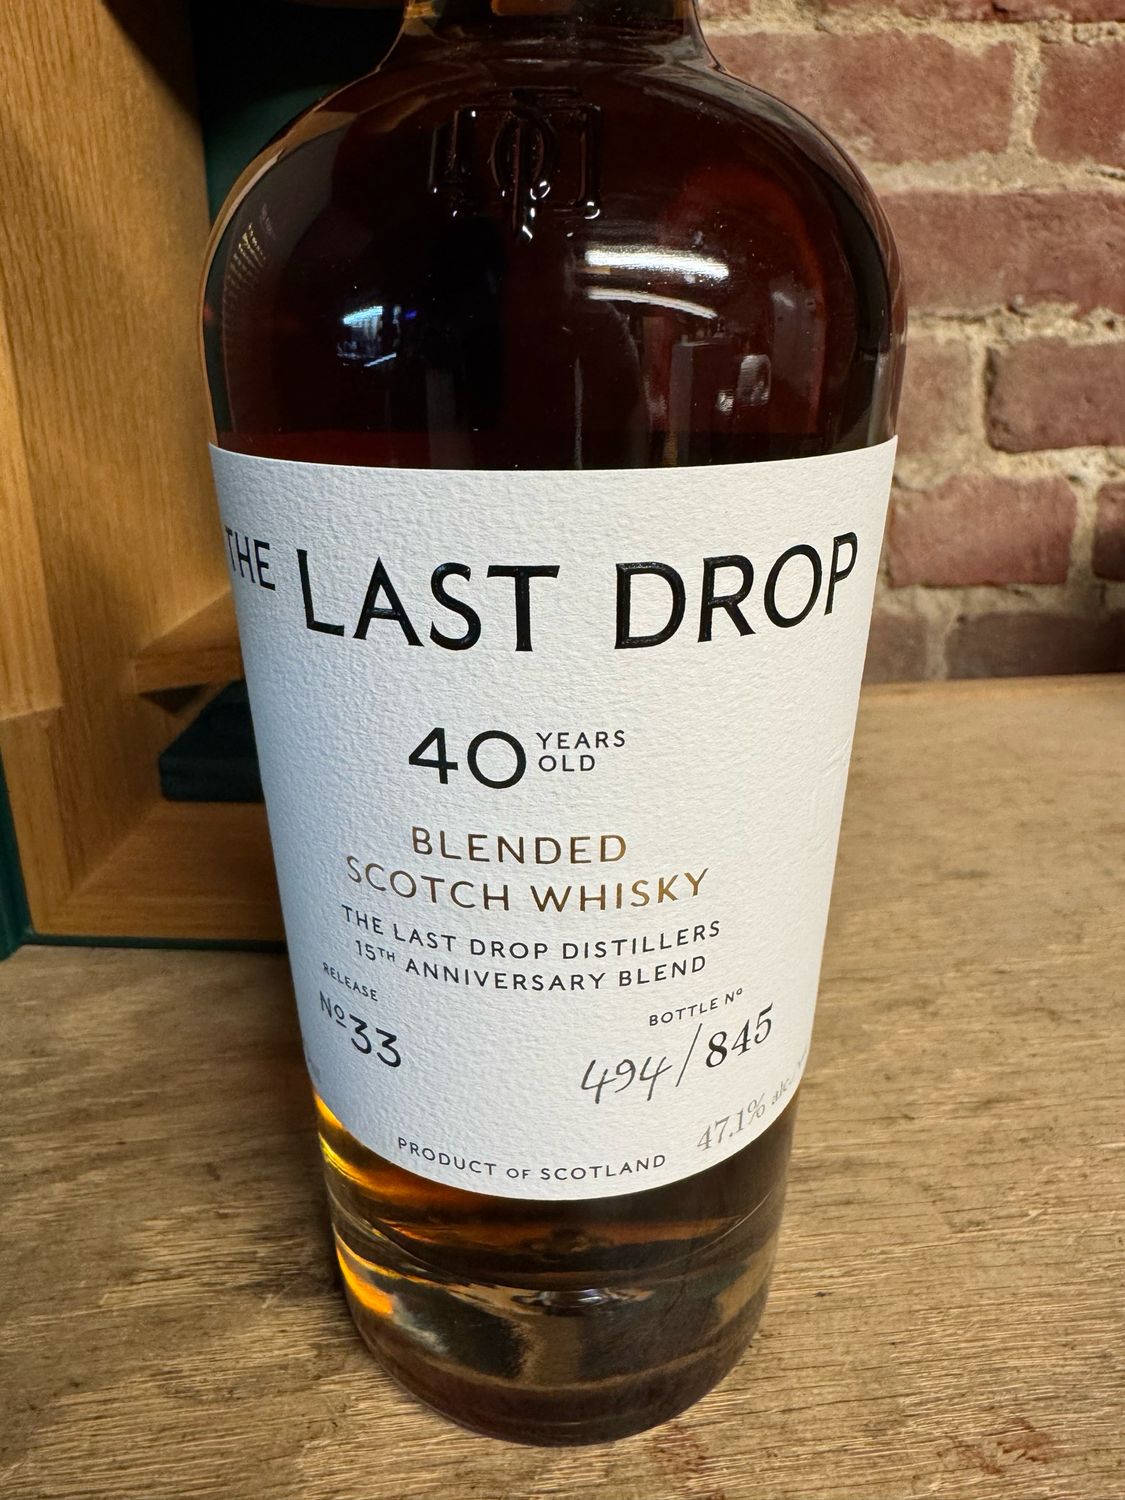 THE LAST DROP
40 YEARS OLD
BLENDED
SCOTCH WHISKY
THE LAST DROP DISTILLERS
15TH ANNIVERSARY BLEND
RELEASE
Nº33
BOTTLE Nº
494/845
47.1% alc.
PRODUCT OF SCOTLAND